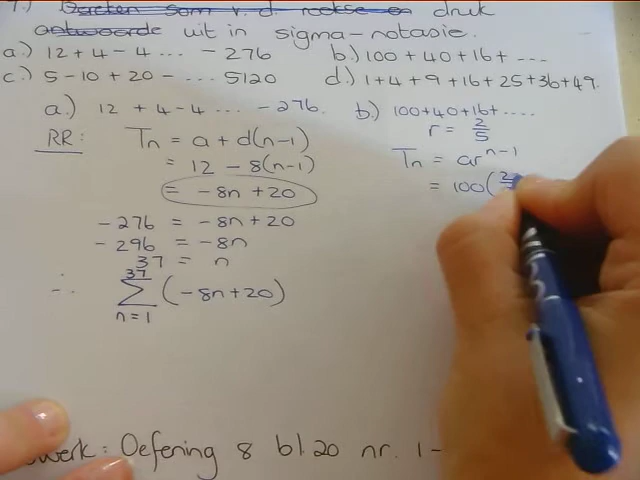 druk
uit in sigma-notasie.
a.) 12 + 4 - 4 .... - 276 b.) 100 + 40 + 16 + ....
c.) 5 - 10 + 20 - .... 5120 d.) 1 + 4 + 9 + 16 + 25 + 36 + 49.
a.) 12 + 4 - 4 .... - 276.
RR: Tn = a + d(n-1)
= 12 - 8(n-1)
= -8n + 20
-276 = -8n + 20
-296 = -8n
37 = n
37
∴ Σ (-8n+20)
n=1
b.) 100 + 40 + 16 + ....
r = 2/5
Tn = ar^(n-1)
= 100(2
werk: Oefening 8 bl. 20 nr. 1-